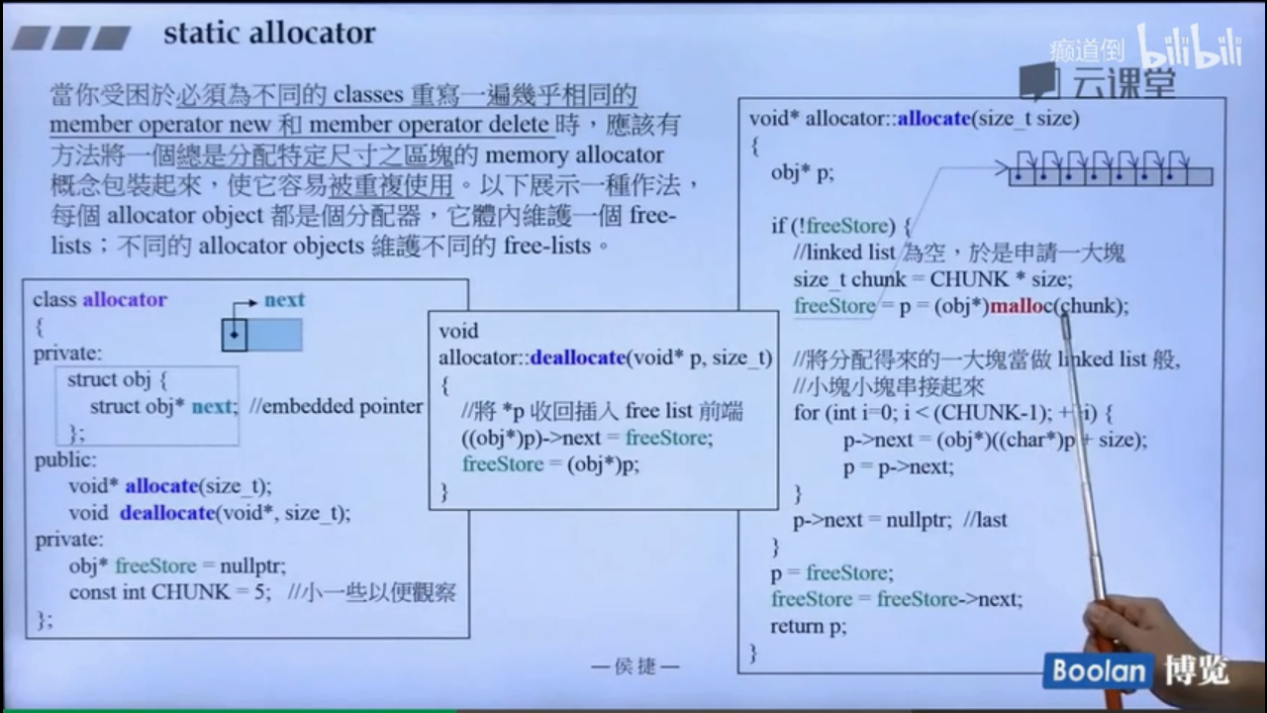 static allocator
癲道倒 bilibili
云课堂
當你受困於必須為不同的 classes 重寫一遍幾乎相同的
member operator new 和 member operator delete 時，應該有
方法將一個總是分配特定尺寸之區塊的 memory allocator
概念包裝起來，使它容易被重複使用。以下展示一種作法，
每個 allocator object 都是個分配器，它體內維護一個 free-
lists；不同的 allocator objects 維護不同的 free-lists。
class allocator
next
{
private:
struct obj {
struct obj* next; //embedded pointer
};
public:
void* allocate(size_t);
void deallocate(void*, size_t);
private:
obj* freeStore = nullptr;
const int CHUNK = 5; //小一些以便觀察
};
void
allocator::deallocate(void* p, size_t)
{
//將 *p 收回插入 free list 前端
((obj*)p)->next = freeStore;
freeStore = (obj*)p;
}
void* allocator::allocate(size_t size)
{
obj* p;
if (!freeStore) {
//linked list 為空，於是申請一大塊
size_t chunk = CHUNK * size;
freeStore = p = (obj*)malloc(chunk);
//將分配得來的一大塊當做 linked list 般,
//小塊小塊串接起來
for (int i=0; i < (CHUNK-1); ++i) {
p->next = (obj*)((char*)p + size);
p = p->next;
}
p->next = nullptr; //last
}
p = freeStore;
freeStore = freeStore->next;
return p;
}
—侯捷—
Boolan 博览